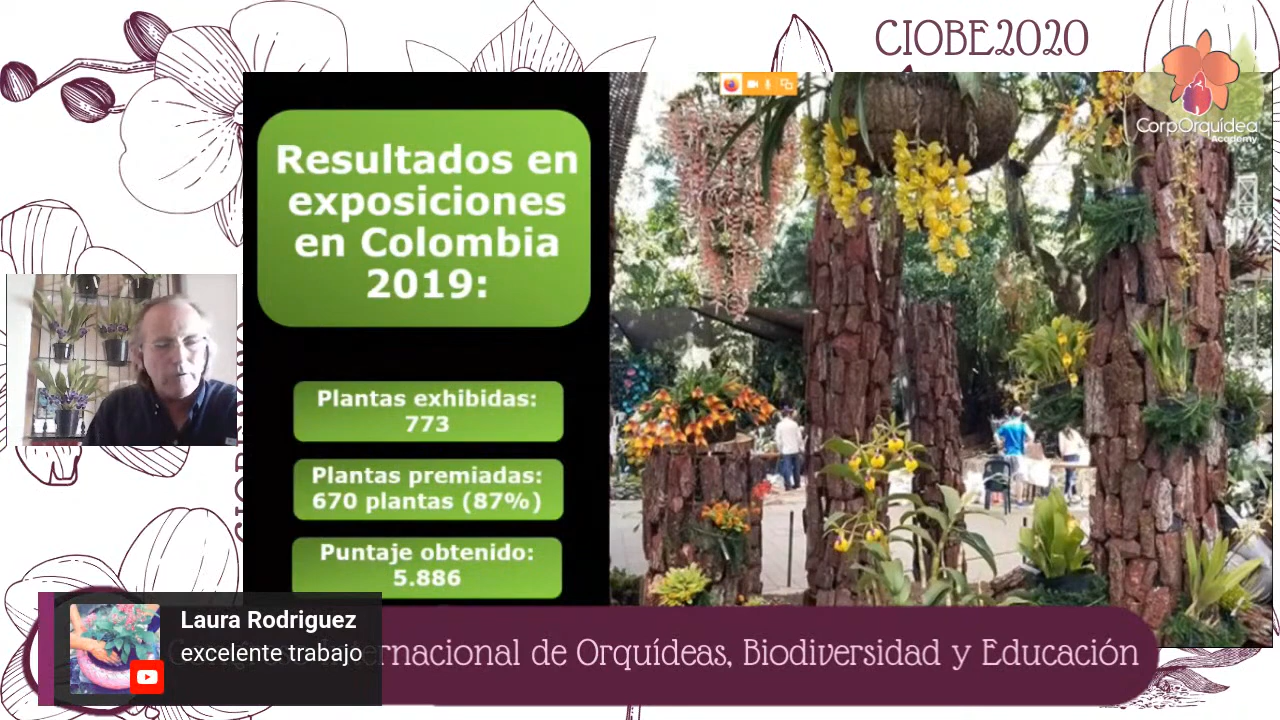 CIOBE2020
CorpOrquídea
Academy
Resultados en
exposiciones
en Colombia
2019:
Plantas exhibidas:
773
Plantas premiadas:
670 plantas (87%)
Puntaje obtenido:
5.886
Laura Rodriguez
excelente trabajo
rnacional de Orquídeas, Biodiversidad y Educación